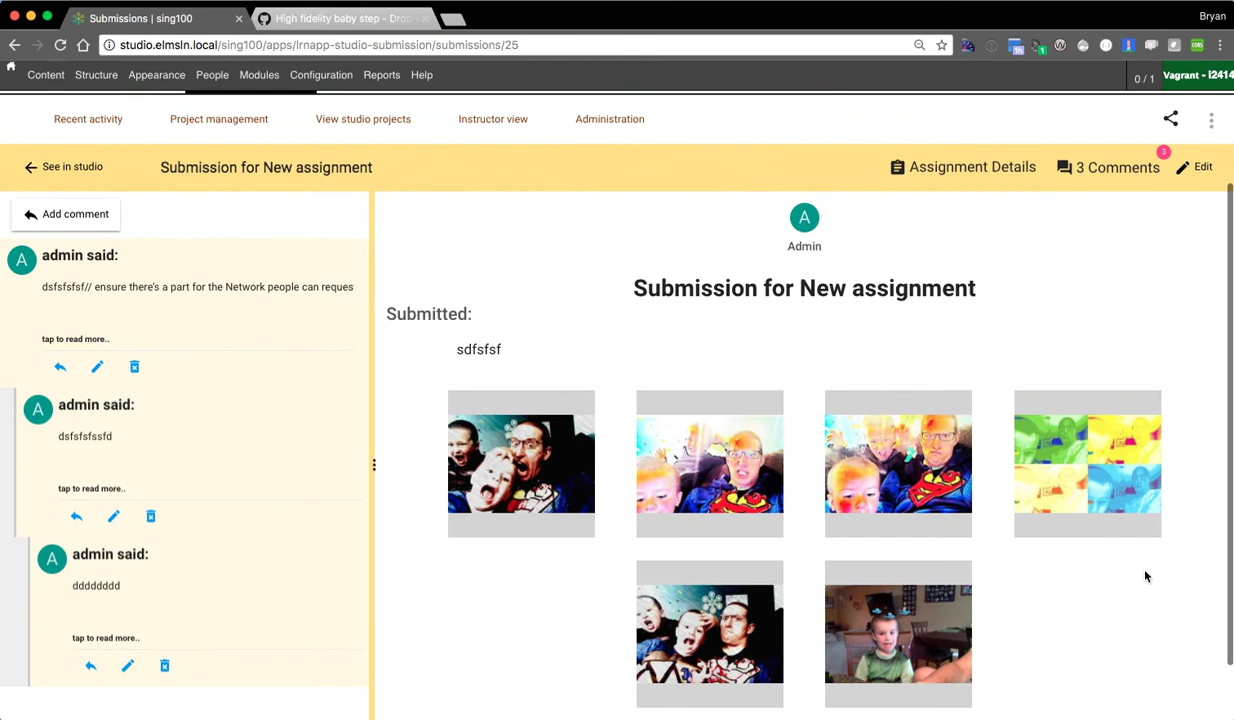 Submissions | sing100
High fidelity baby step - Drop
Bryan
studio.elmsln.local/sing100/apps/lrnapp-studio-submission/submissions/25
Content Structure Appearance People Modules Configuration Reports Help
0 / 1 Vagrant - i2414
Recent activity Project management View studio projects Instructor view Administration
See in studio Submission for New assignment Assignment Details 3 Comments 3 Edit
Add comment
A Admin
Submission for New assignment
Submitted:
sdfsfsf
A admin said:
dsfsfsfsf// ensure there's a part for the Network people can reques
tap to read more..
A admin said:
dsfsfsfssfd
tap to read more..
A admin said:
dddddddd
tap to read more..